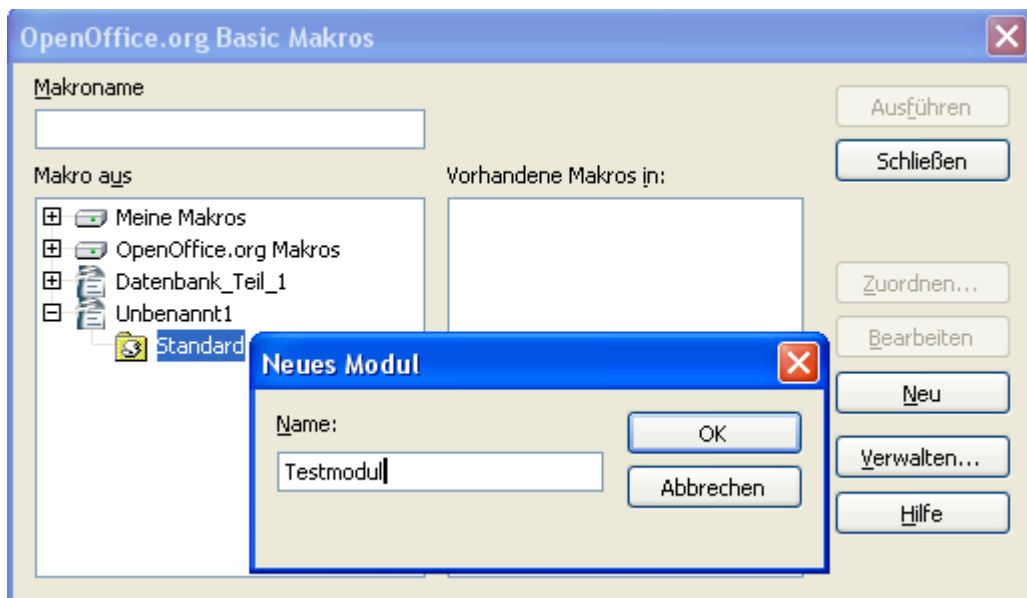 OpenOffice.org Basic Makros
Makroname
Ausführen
Schließen
Makro aus
Vorhandene Makros in:
Meine Makros
OpenOffice.org Makros
Datenbank_Teil_1
Unbenannt1
Standard
Zuordnen...
Bearbeiten
Neu
Verwalten...
Hilfe
Neues Modul
Name:
Testmodul
OK
Abbrechen